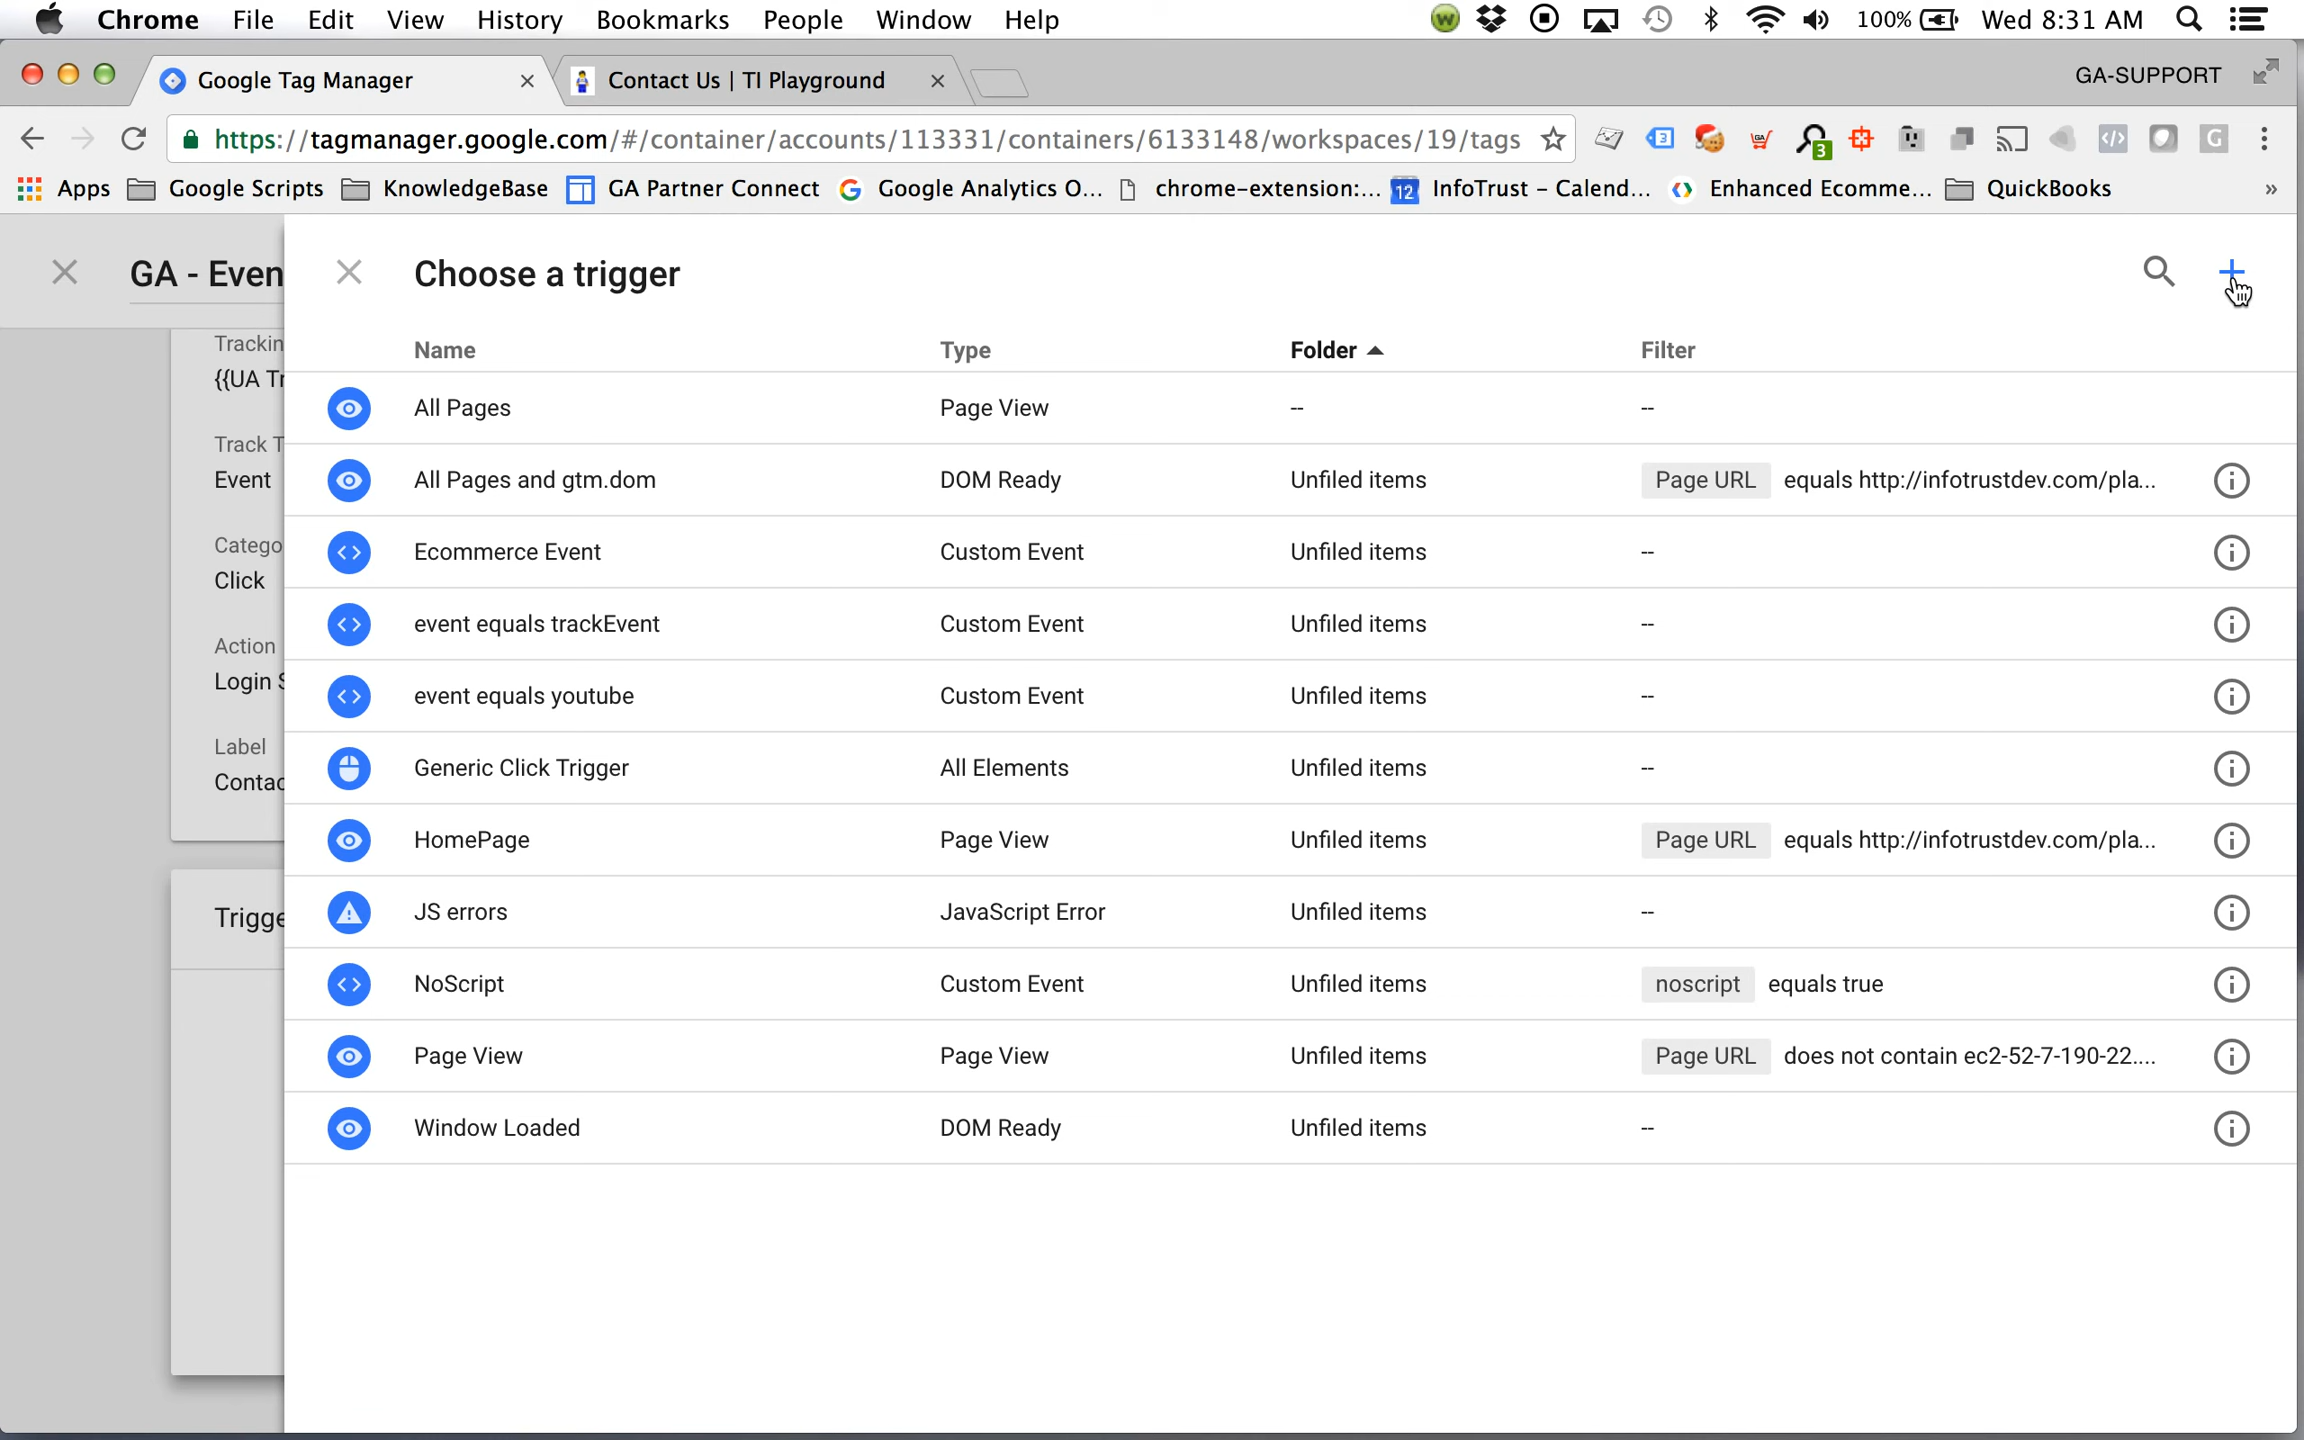 Chrome File Edit View History Bookmarks People Window Help 100% Wed 8:31 AM
Google Tag Manager Contact Us | TI Playground GA-SUPPORT
https://tagmanager.google.com/#/container/accounts/113331/containers/6133148/workspaces/19/tags 3 3
Apps Google Scripts KnowledgeBase GA Partner Connect Google Analytics O... chrome-extension:... 12 InfoTrust – Calend... Enhanced Ecomme... QuickBooks »
GA - Even Choose a trigger
Name Type Folder Filter
Trackin
{{UA Tr
All Pages Page View -- --
Track T
Event
All Pages and gtm.dom DOM Ready Unfiled items Page URL equals http://infotrustdev.com/pla...
Catego
Click
Ecommerce Event Custom Event Unfiled items --
Action
Login S
event equals trackEvent Custom Event Unfiled items --
event equals youtube Custom Event Unfiled items --
Label
Contac
Generic Click Trigger All Elements Unfiled items --
HomePage Page View Unfiled items Page URL equals http://infotrustdev.com/pla...
Trigge
JS errors JavaScript Error Unfiled items --
NoScript Custom Event Unfiled items noscript equals true
Page View Page View Unfiled items Page URL does not contain ec2-52-7-190-22....
Window Loaded DOM Ready Unfiled items --